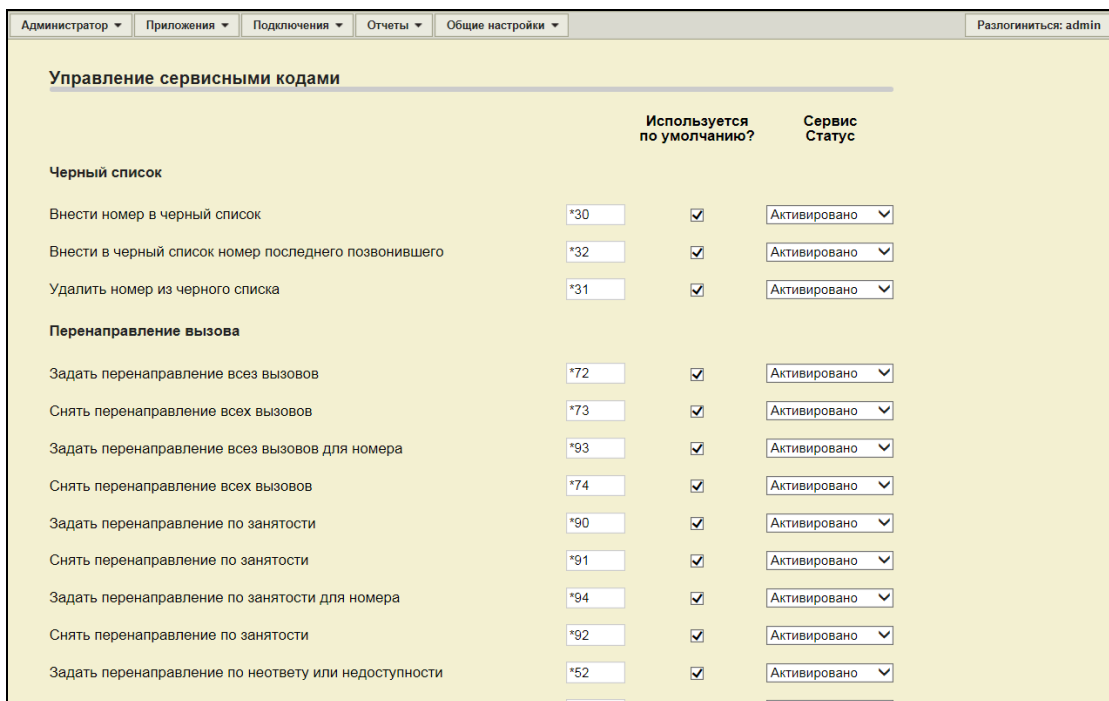 Администратор Приложения Подключения Отчеты Общие настройки Разлогиниться: admin
Управление сервисными кодами
Используется Сервис
по умолчанию? Статус
Черный список
Внести номер в черный список *30 Активировано
Внести в черный список номер последнего позвонившего *32 Активировано
Удалить номер из черного списка *31 Активировано
Перенаправление вызова
Задать перенаправление всез вызовов *72 Активировано
Снять перенаправление всех вызовов *73 Активировано
Задать перенаправление всез вызовов для номера *93 Активировано
Снять перенаправление всех вызовов *74 Активировано
Задать перенаправление по занятости *90 Активировано
Снять перенаправление по занятости *91 Активировано
Задать перенаправление по занятости для номера *94 Активировано
Снять перенаправление по занятости *92 Активировано
Задать перенаправление по неответу или недоступности *52 Активировано